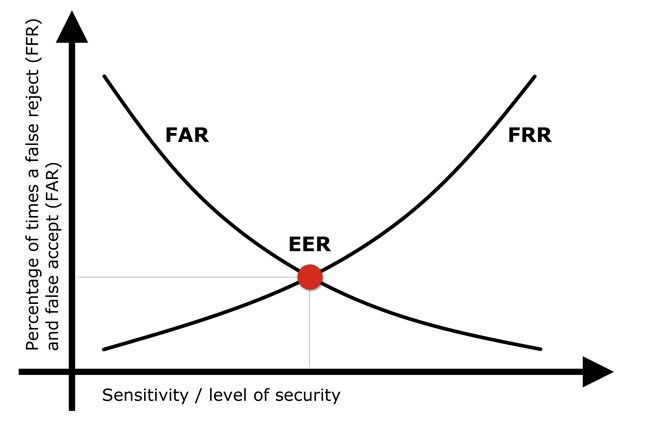 Percentage of times a false reject (FFR)
and false accept (FAR)
FAR
FRR
EER
Sensitivity / level of security